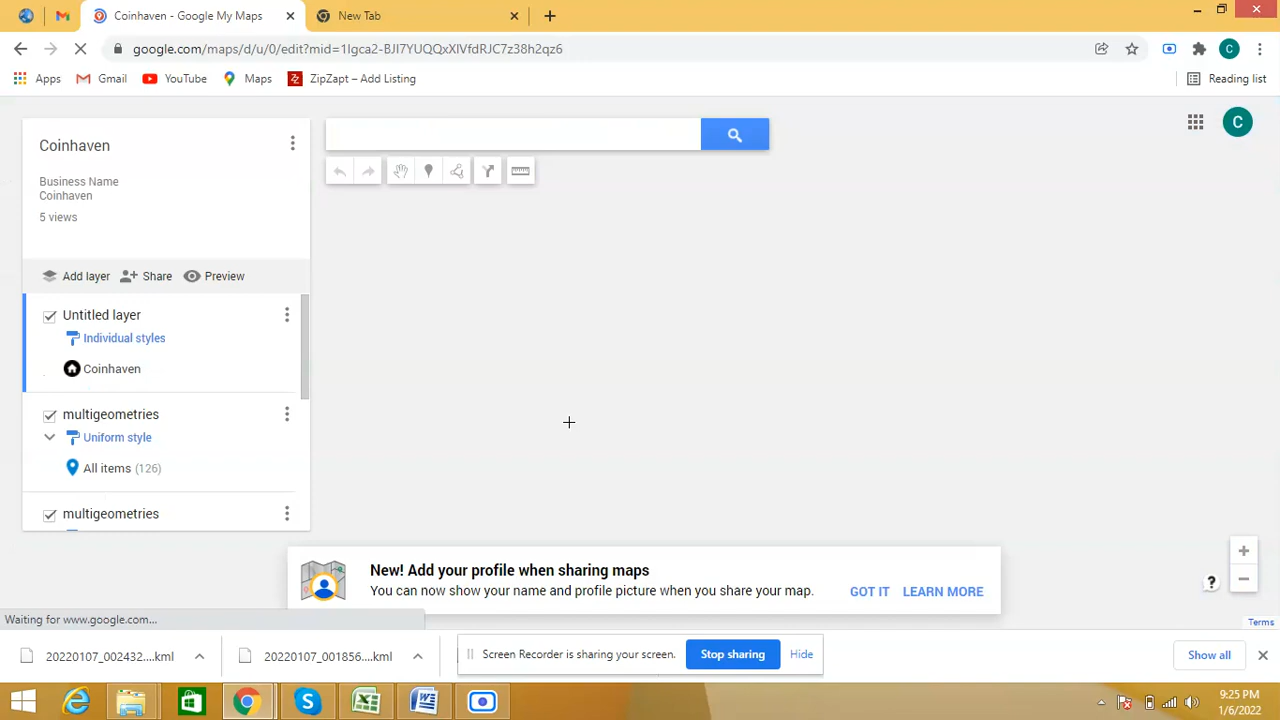 Coinhaven - Google My Maps
New Tab
google.com/maps/d/u/0/edit?mid=1lgca2-BJI7YUQQxXlVfdRJC7z38h2qz6
C
Apps
Gmail
YouTube
Maps
ZipZapt – Add Listing
Reading list
Coinhaven
C
Business Name
Coinhaven
5 views
Add layer
Share
Preview
Untitled layer
Individual styles
Coinhaven
multigeometries
Uniform style
All items (126)
multigeometries
New! Add your profile when sharing maps
You can now show your name and profile picture when you share your map.
GOT IT
LEARN MORE
?
Terms
Waiting for www.google.com...
20220107_002432....kml
20220107_001856....kml
Screen Recorder is sharing your screen.
Stop sharing
Hide
Show all
9:25 PM
1/6/2022